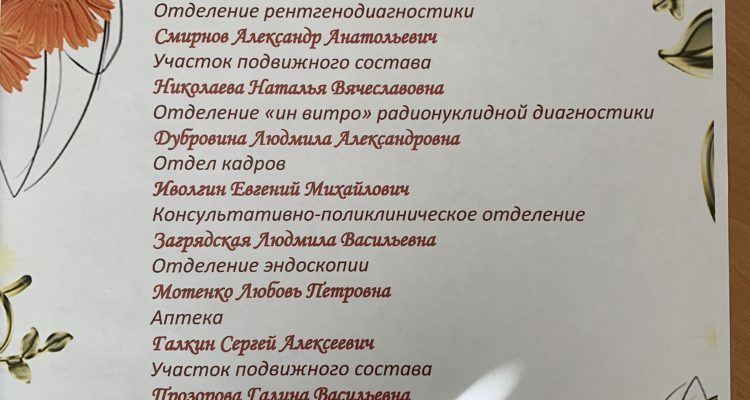 Отделение рентгенодиагностики
Смирнов Александр Анатольевич
Участок подвижного состава
Николаева Наталья Вячеславовна
Отделение «ин витро» радионуклидной диагностики
Дубровина Людмила Александровна
Отдел кадров
Иволгин Евгений Михайлович
Консультативно-поликлиническое отделение
Загрядская Людмила Васильевна
Отделение эндоскопии
Мотенко Любовь Петровна
Аптека
Галкин Сергей Алексеевич
Участок подвижного состава
Прозорова Галина Васильевна